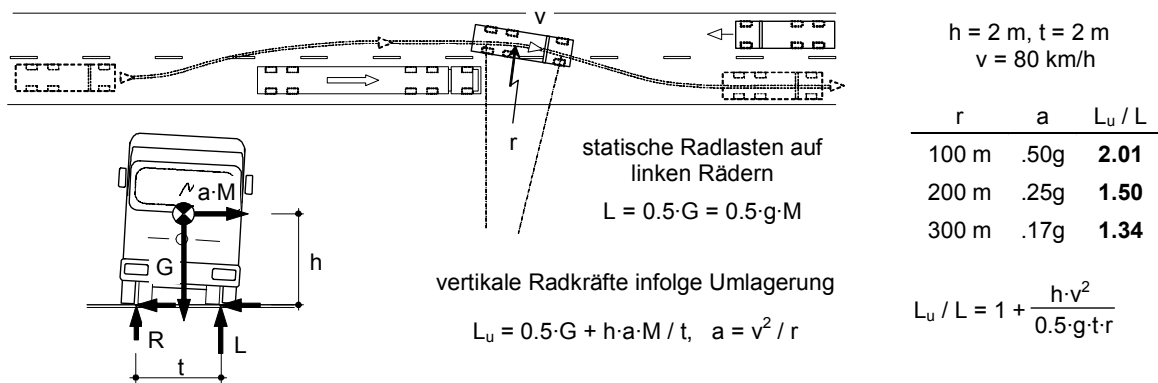 v
r
a·M
G
h
R
L
t
statische Radlasten auf
linken Rädern
L = 0.5·G = 0.5·g·M
vertikale Radkräfte infolge Umlagerung
Lᵤ = 0.5·G + h·a·M / t, a = v² / r
h = 2 m, t = 2 m
v = 80 km/h
r a Lᵤ / L
100 m .50g 2.01
200 m .25g 1.50
300 m .17g 1.34
Lᵤ / L = 1 + h·v² / 0.5·g·t·r